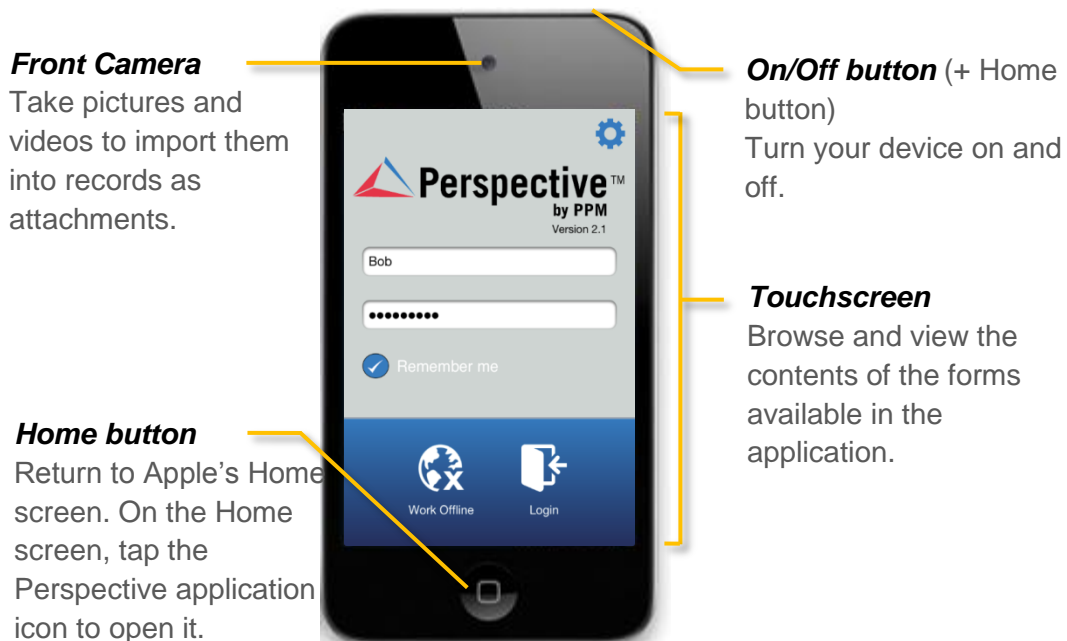 Front Camera
Take pictures and
videos to import them
into records as
attachments.
On/Off button (+ Home
button)
Turn your device on and
off.
Perspective™
by PPM
Version 2.1
Bob
•••••••••
Remember me
Touchscreen
Browse and view the
contents of the forms
available in the
application.
Home button
Return to Apple’s Home
screen. On the Home
screen, tap the
Perspective application
icon to open it.
Work Offline
Login